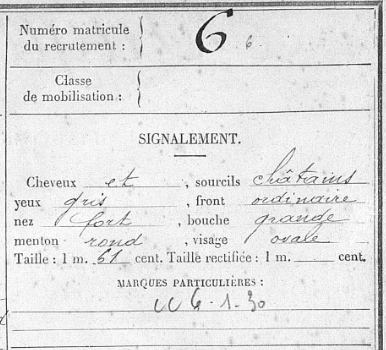 Numéro matricule
du recrutement : 6 6
Classe
de mobilisation :
SIGNALEMENT.
Cheveux et , sourcils châtains
yeux gris , front ordinaire
nez fort , bouche grande
menton rond , visage ovale
Taille : 1 m. 61 cent. Taille rectifiée : 1 m. cent.
MARQUES PARTICULIÈRES :
6-1-30